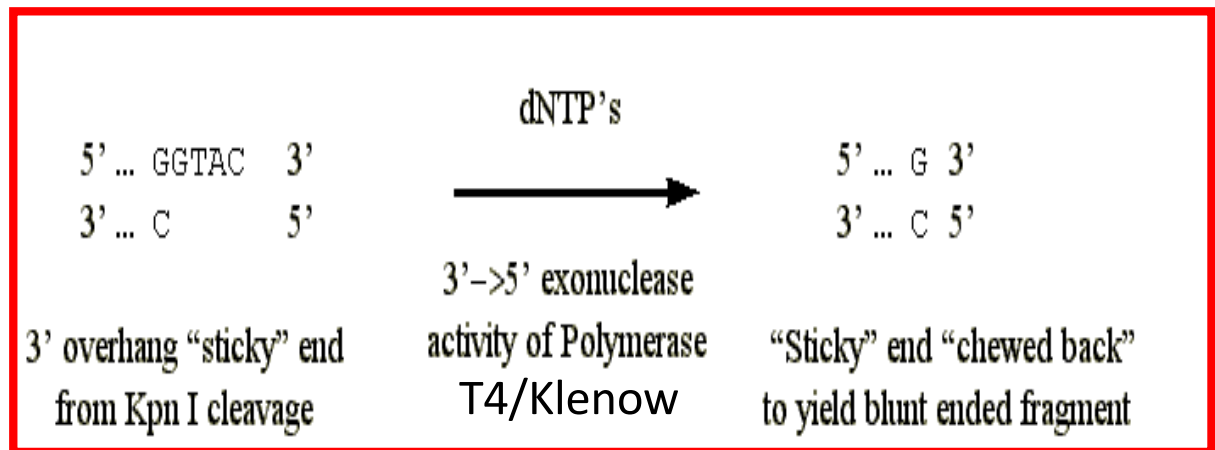 dNTP’s
5’ ... GGTAC 3’
3’ ... C 5’
3’–>5’ exonuclease
activity of Polymerase
T4/Klenow
5’ ... G 3’
3’ ... C 5’
3’ overhang “sticky” end
from Kpn I cleavage
“Sticky” end “chewed back”
to yield blunt ended fragment